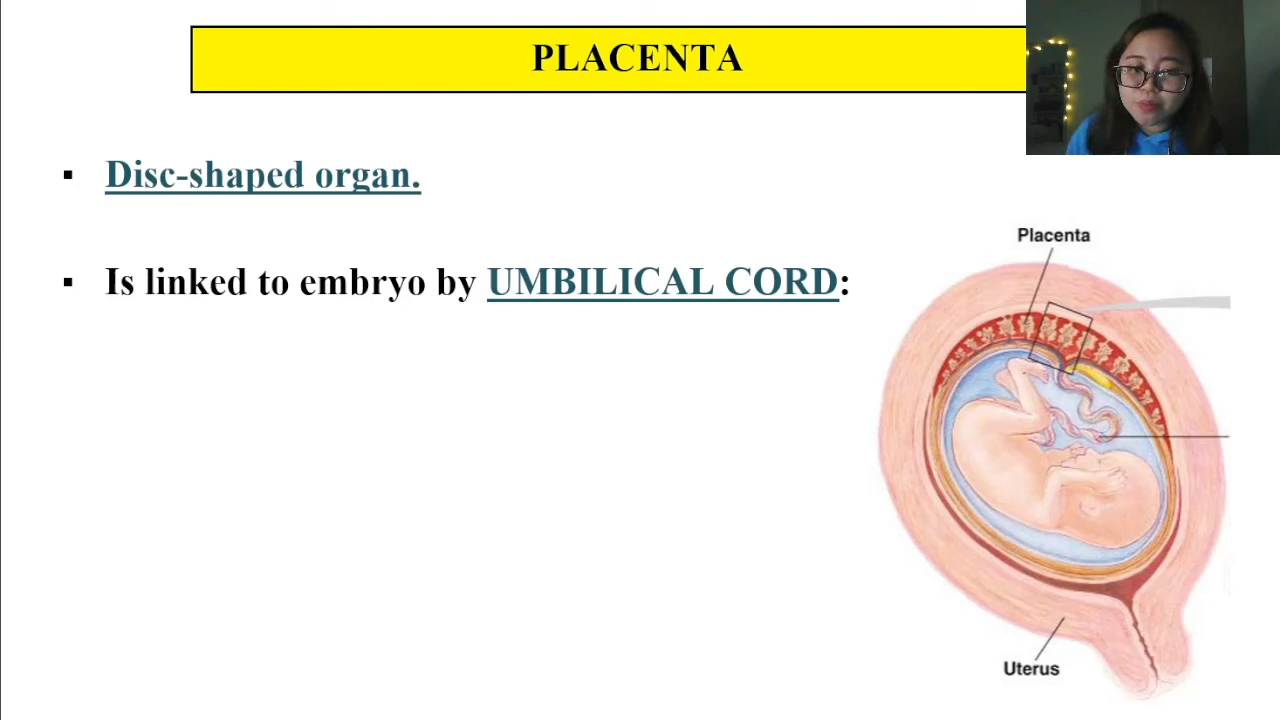 PLACENTA
▪ Disc-shaped organ.
▪ Is linked to embryo by UMBILICAL CORD:
Placenta
Uterus